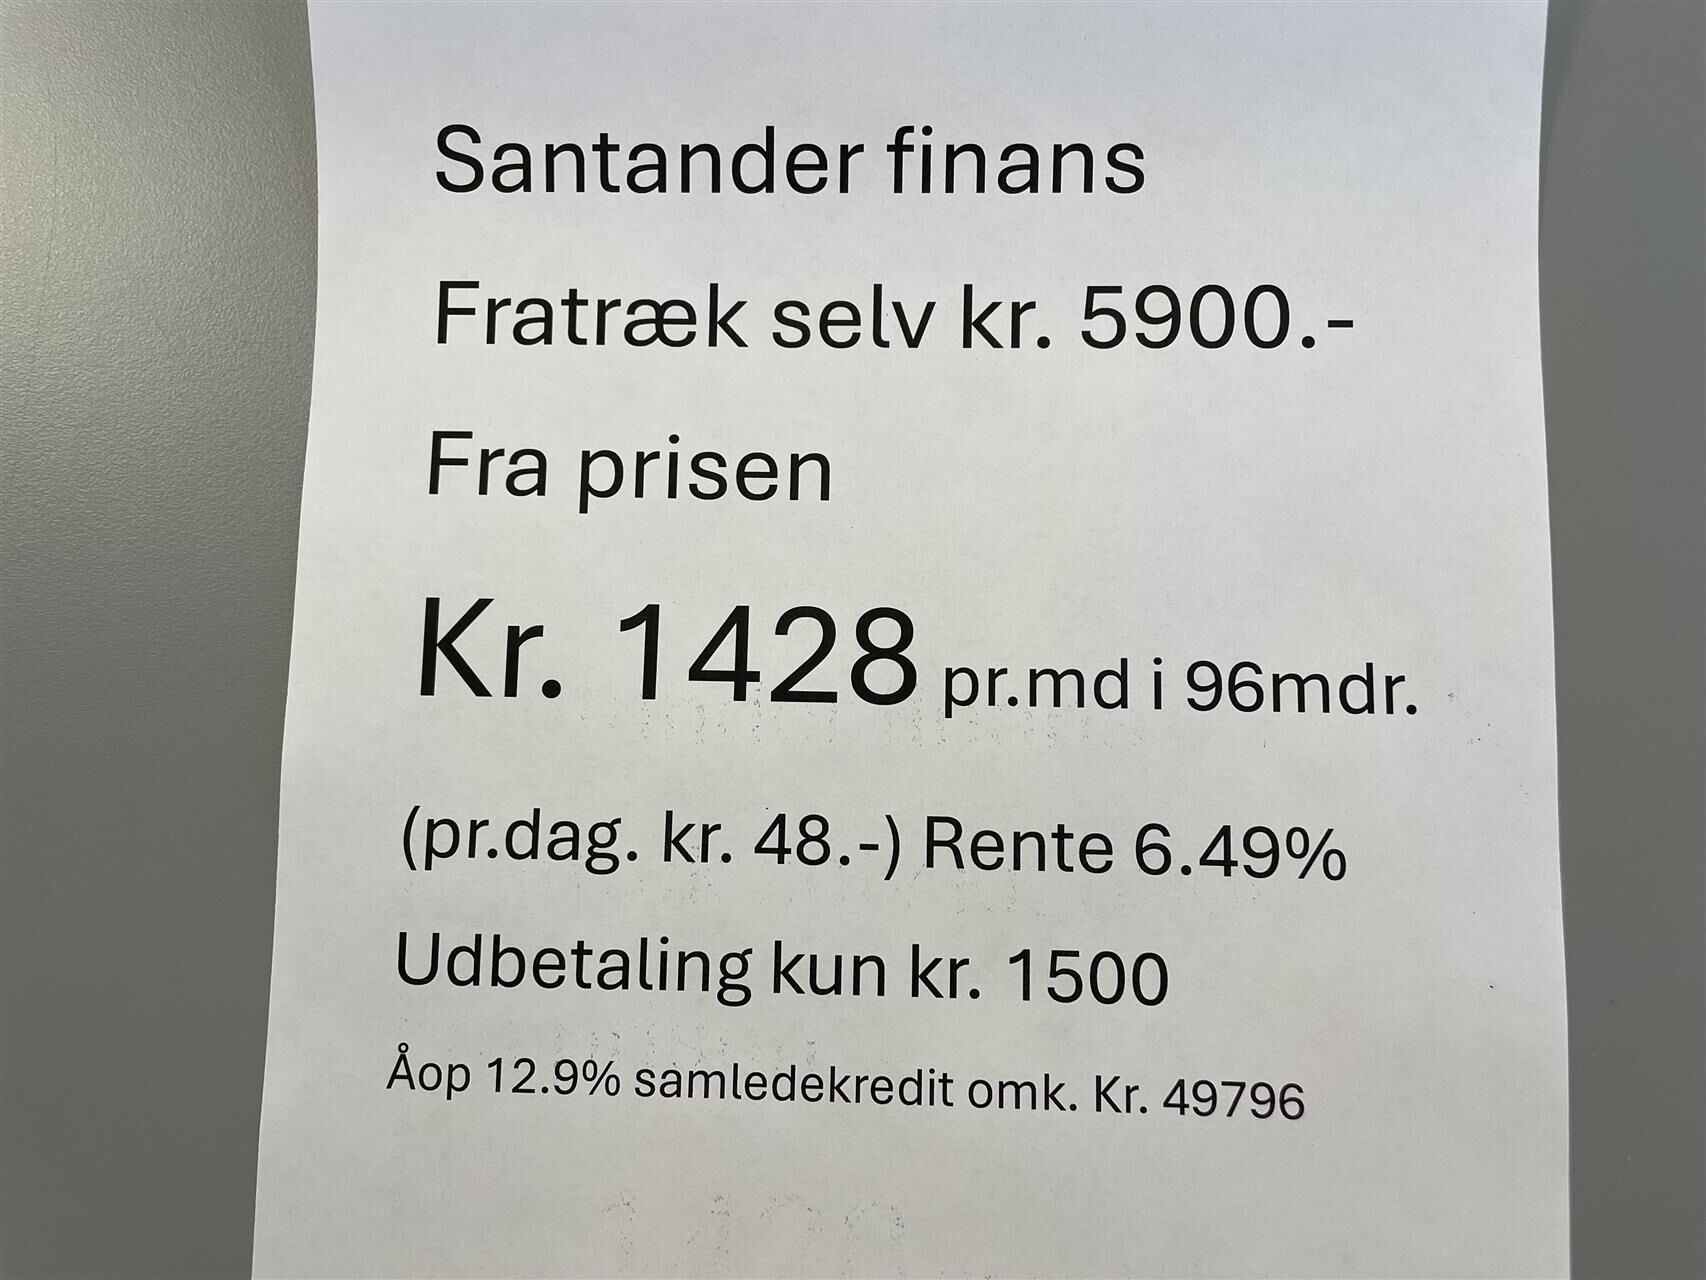 Santander finans
Fratræk selv kr. 5900.-
Fra prisen
Kr. 1428 pr.md i 96mdr.
(pr.dag. kr. 48.-) Rente 6.49%
Udbetaling kun kr. 1500
Åop 12.9% samledekredit omk. Kr. 49796